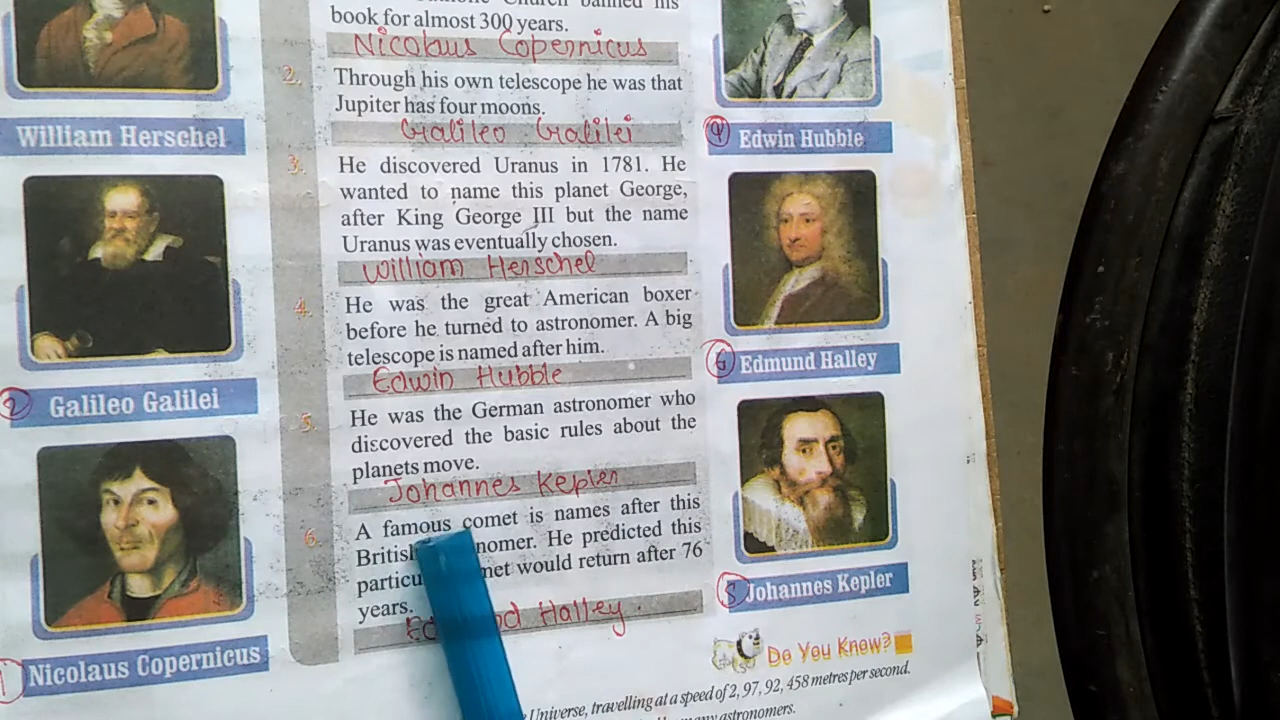 book for almost 300 years.
Nicolaus Copernicus
2.
Through his own telescope he was that
Jupiter has four moons.
Galileo Galilei
3.
He discovered Uranus in 1781. He
wanted to name this planet George,
after King George III but the name
Uranus was eventually chosen.
William Herschel
4.
He was the great American boxer
before he turned to astronomer. A big
telescope is named after him.
Edwin Hubble
5.
He was the German astronomer who
discovered the basic rules about the
planets move.
Johannes Kepler
6.
A famous comet is names after this
British nomer. He predicted this
particu met would return after 76
years.
Halley.
William Herschel
2 Galileo Galilei
1 Nicolaus Copernicus
4 Edwin Hubble
6 Edmund Halley
5 Johannes Kepler
Do You Know?
Universe, travelling at a speed of 2, 97, 92, 458 metres per second.
many astronomers.